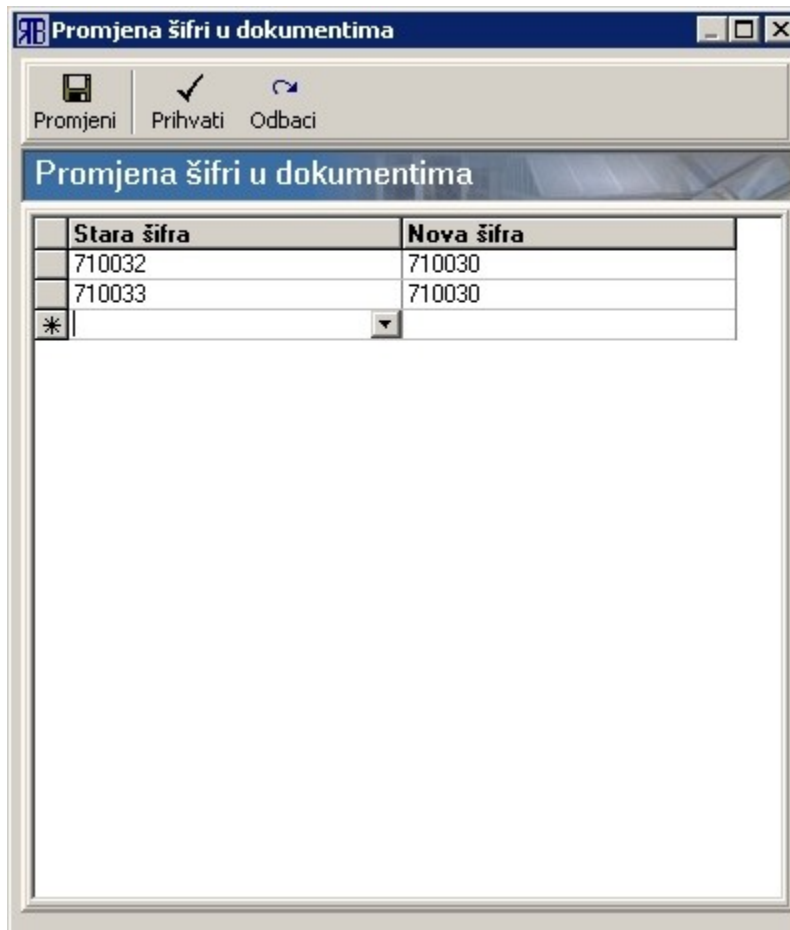 Promjena šifri u dokumentima
Promjeni Prihvati Odbaci
Promjena šifri u dokumentima
Stara šifra Nova šifra
710032 710030
710033 710030